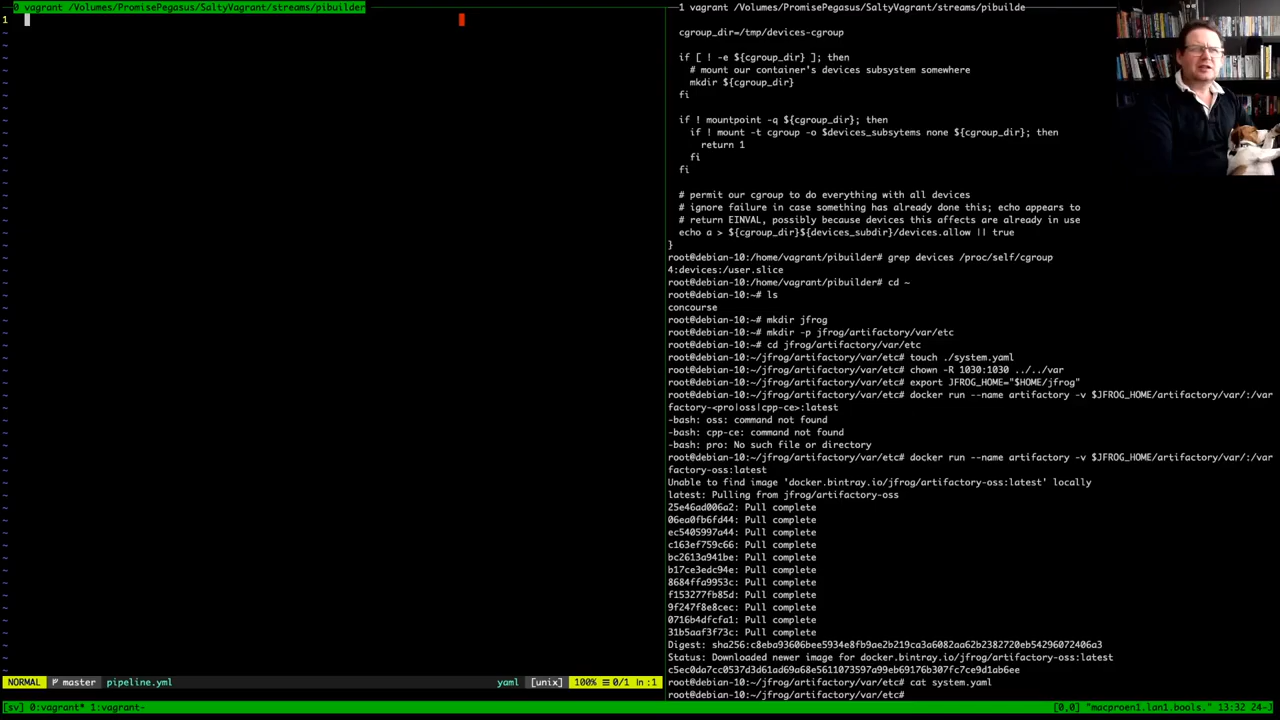 0 vagrant /Volumes/PromisePegasus/SaltyVagrant/streams/pibuilder
1
NORMAL master pipeline.yml yaml [unix] 100% ☰ 0/1 ln :1
1 vagrant /Volumes/PromisePegasus/SaltyVagrant/streams/pibuilde
cgroup_dir=/tmp/devices-cgroup
if [ ! -e ${cgroup_dir} ]; then
# mount our container's devices subsystem somewhere
mkdir ${cgroup_dir}
fi
if ! mountpoint -q ${cgroup_dir}; then
if ! mount -t cgroup -o $devices_subsytems none ${cgroup_dir}; then
return 1
fi
fi
# permit our cgroup to do everything with all devices
# ignore failure in case something has already done this; echo appears to
# return EINVAL, possibly because devices this affects are already in use
echo a > ${cgroup_dir}${devices_subdir}/devices.allow || true
}
root@debian-10:/home/vagrant/pibuilder# grep devices /proc/self/cgroup
4:devices:/user.slice
root@debian-10:/home/vagrant/pibuilder# cd ~
root@debian-10:~# ls
concourse
root@debian-10:~# mkdir jfrog
root@debian-10:~# mkdir -p jfrog/artifactory/var/etc
root@debian-10:~# cd jfrog/artifactory/var/etc
root@debian-10:~/jfrog/artifactory/var/etc# touch ./system.yaml
root@debian-10:~/jfrog/artifactory/var/etc# chown -R 1030:1030 ../../var
root@debian-10:~/jfrog/artifactory/var/etc# export JFROG_HOME="$HOME/jfrog"
root@debian-10:~/jfrog/artifactory/var/etc# docker run --name artifactory -v $JFROG_HOME/artifactory/var/:/var
factory-<pro|oss|cpp-ce>:latest
-bash: oss: command not found
-bash: cpp-ce: command not found
-bash: pro: No such file or directory
root@debian-10:~/jfrog/artifactory/var/etc# docker run --name artifactory -v $JFROG_HOME/artifactory/var/:/var
factory-oss:latest
Unable to find image 'docker.bintray.io/jfrog/artifactory-oss:latest' locally
latest: Pulling from jfrog/artifactory-oss
25e46ad006a2: Pull complete
06ea0fb6fd44: Pull complete
ec5405997a44: Pull complete
c163ef759c66: Pull complete
bc2613a941be: Pull complete
b17ce3edc94e: Pull complete
8684ffa9953c: Pull complete
f153277fb85d: Pull complete
9f247f8e8cec: Pull complete
0716b4dfcfa1: Pull complete
31b5aaf3f73c: Pull complete
Digest: sha256:c8eba93606bee5934e8fb9ae2b219ca3a6082aa62b2382720eb54296072406a3
Status: Downloaded newer image for docker.bintray.io/jfrog/artifactory-oss:latest
c5ec0da7cc0537d3d61ad69a68e5611073597a99eb69176b307fc7ce9d1ab6ee
root@debian-10:~/jfrog/artifactory/var/etc# cat system.yaml
root@debian-10:~/jfrog/artifactory/var/etc#
[sv] 0:vagrant* 1:vagrant- [0,0] "macproen1.lan1.bools." 13:32 24-J